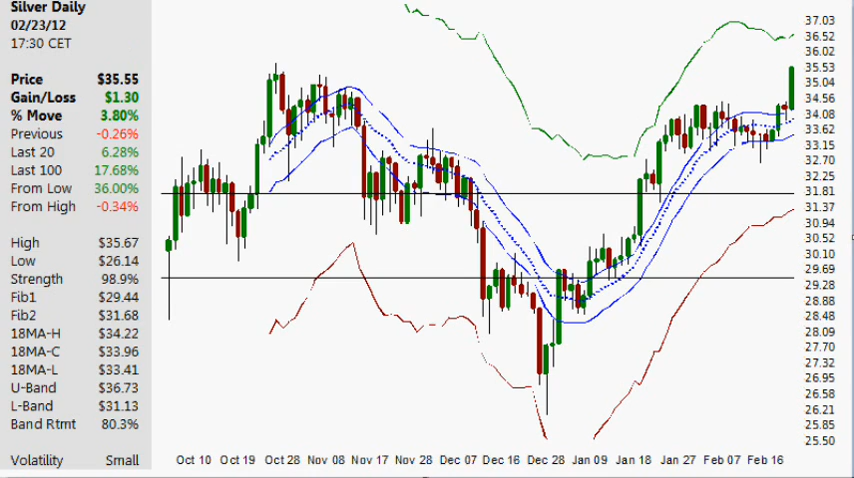 Silver Daily
02/23/12
17:30 CET
Price $35.55
Gain/Loss $1.30
% Move 3.80%
Previous -0.26%
Last 20 6.28%
Last 100 17.68%
From Low 36.00%
From High -0.34%
High $35.67
Low $26.14
Strength 98.9%
Fib1 $29.44
Fib2 $31.68
18MA-H $34.22
18MA-C $33.96
18MA-L $33.41
U-Band $36.73
L-Band $31.13
Band Rtmt 80.3%
Volatility Small
37.03
36.52
36.02
35.53
35.04
34.56
34.08
33.62
33.15
32.70
32.25
31.81
31.37
30.94
30.52
30.10
29.69
29.28
28.88
28.48
28.09
27.70
27.32
26.95
26.58
26.21
25.85
25.50
Oct 10 Oct 19 Oct 28 Nov 08 Nov 17 Nov 28 Dec 07 Dec 16 Dec 28 Jan 09 Jan 18 Jan 27 Feb 07 Feb 16